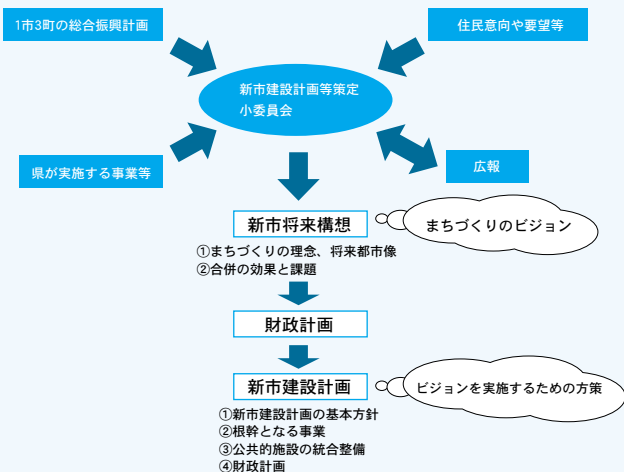 1市3町の総合振興計画
住民意向や要望等
新市建設計画等策定
小委員会
県が実施する事業等
広報
新市将来構想
まちづくりのビジョン
①まちづくりの理念、将来都市像
②合併の効果と課題
財政計画
新市建設計画
ビジョンを実施するための方策
①新市建設計画の基本方針
②根幹となる事業
③公共的施設の統合整備
④財政計画